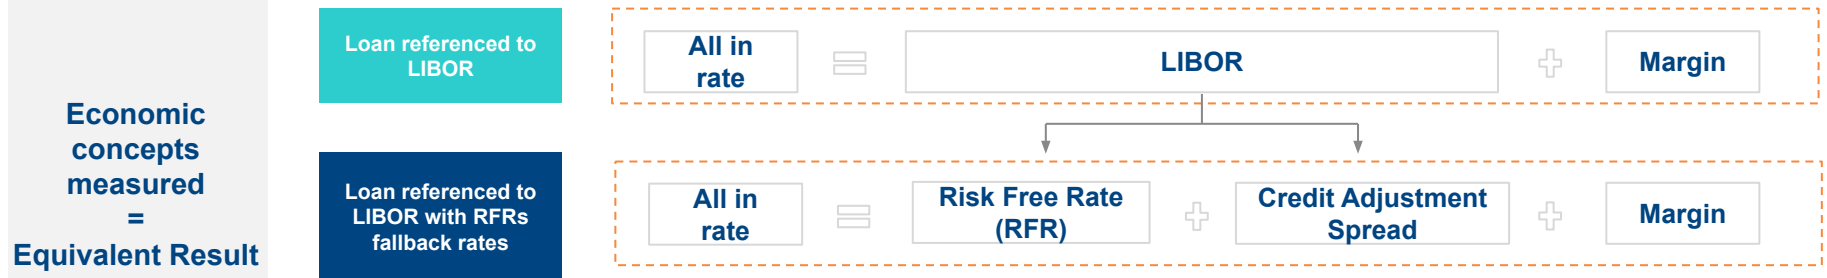 Economic
concepts
measured
=
Equivalent Result
Loan referenced to
LIBOR
All in
rate
=
LIBOR
+
Margin
Loan referenced to
LIBOR with RFRs
fallback rates
All in
rate
=
Risk Free Rate
(RFR)
+
Credit Adjustment
Spread
+
Margin